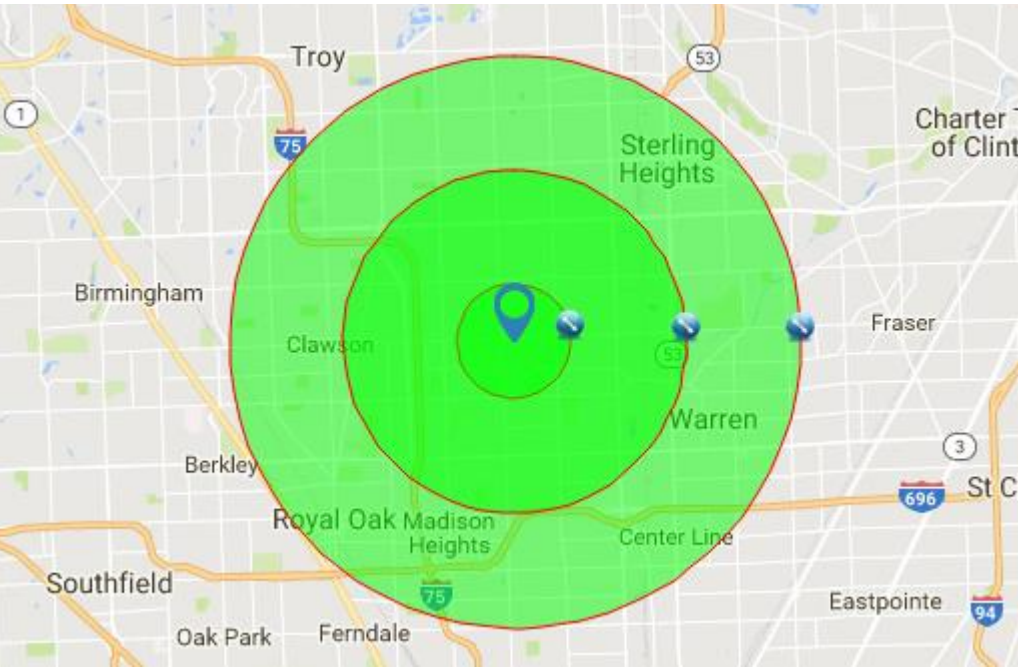 Troy
53
1
Charter T
of Clint
75
Sterling
Heights
Birmingham
Fraser
Clawson
53
Warren
3
Berkley
St C
696
Royal Oak
Madison
Heights
Center Line
Southfield
75
Eastpointe
94
Oak Park
Ferndale